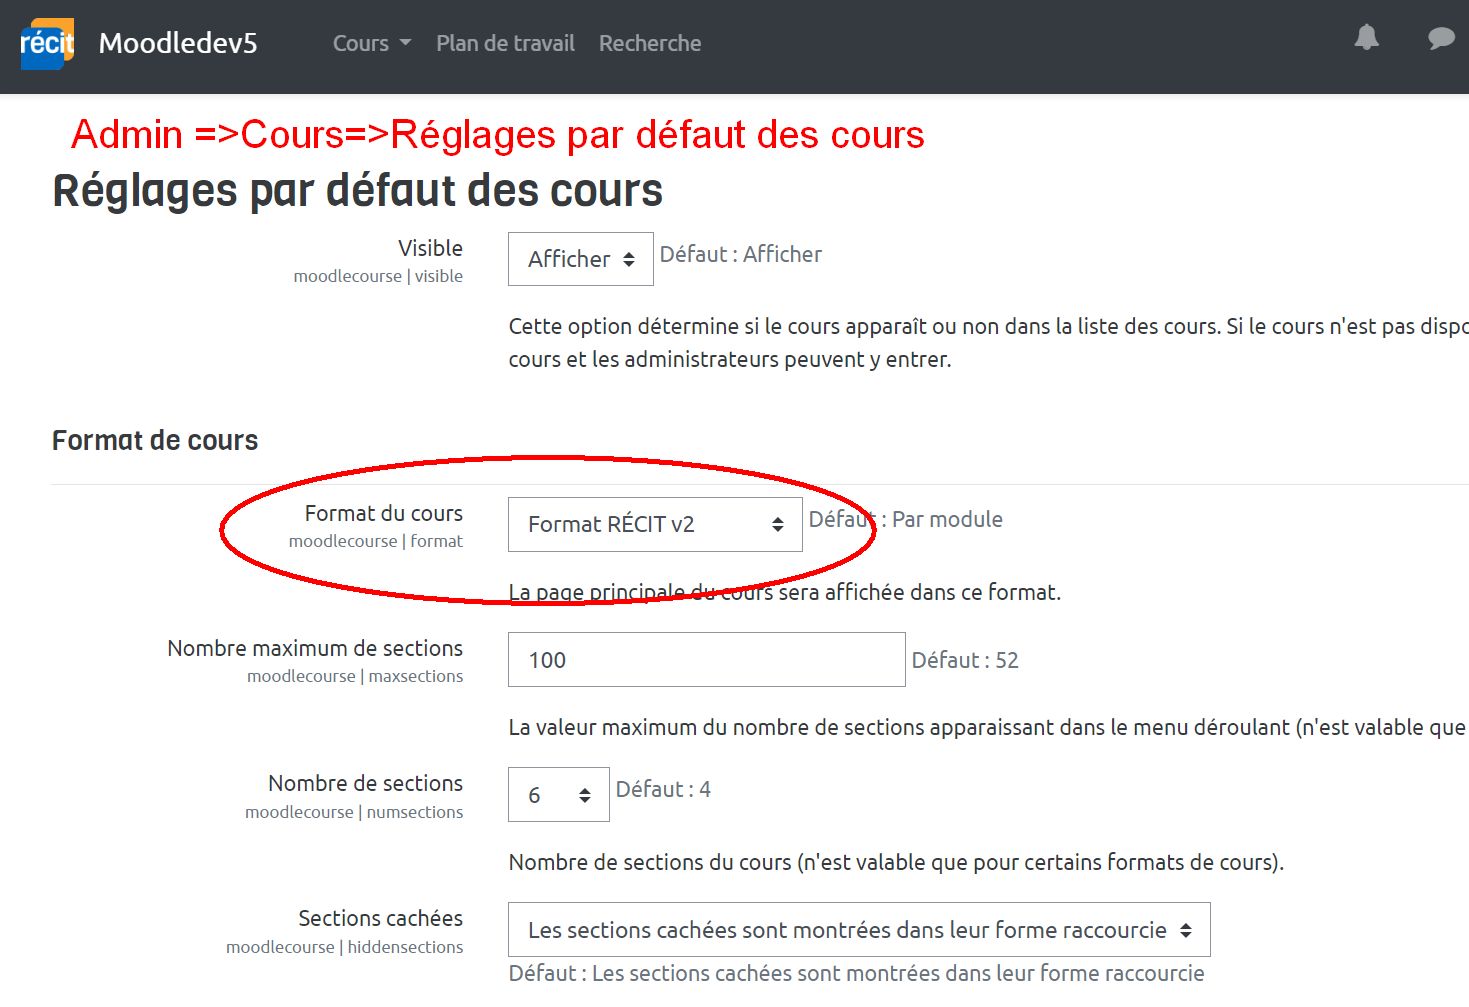 récit Moodledev5 Cours Plan de travail Recherche
Admin =>Cours=>Réglages par défaut des cours
Réglages par défaut des cours
Visible Afficher Défaut : Afficher
moodlecourse | visible
Cette option détermine si le cours apparaît ou non dans la liste des cours. Si le cours n'est pas dispo
cours et les administrateurs peuvent y entrer.
Format de cours
Format du cours Format RÉCIT v2 Défaut : Par module
moodlecourse | format
La page principale du cours sera affichée dans ce format.
Nombre maximum de sections 100 Défaut : 52
moodlecourse | maxsections
La valeur maximum du nombre de sections apparaissant dans le menu déroulant (n'est valable que
Nombre de sections 6 Défaut : 4
moodlecourse | numsections
Nombre de sections du cours (n'est valable que pour certains formats de cours).
Sections cachées Les sections cachées sont montrées dans leur forme raccourcie
moodlecourse | hiddensections
Défaut : Les sections cachées sont montrées dans leur forme raccourcie